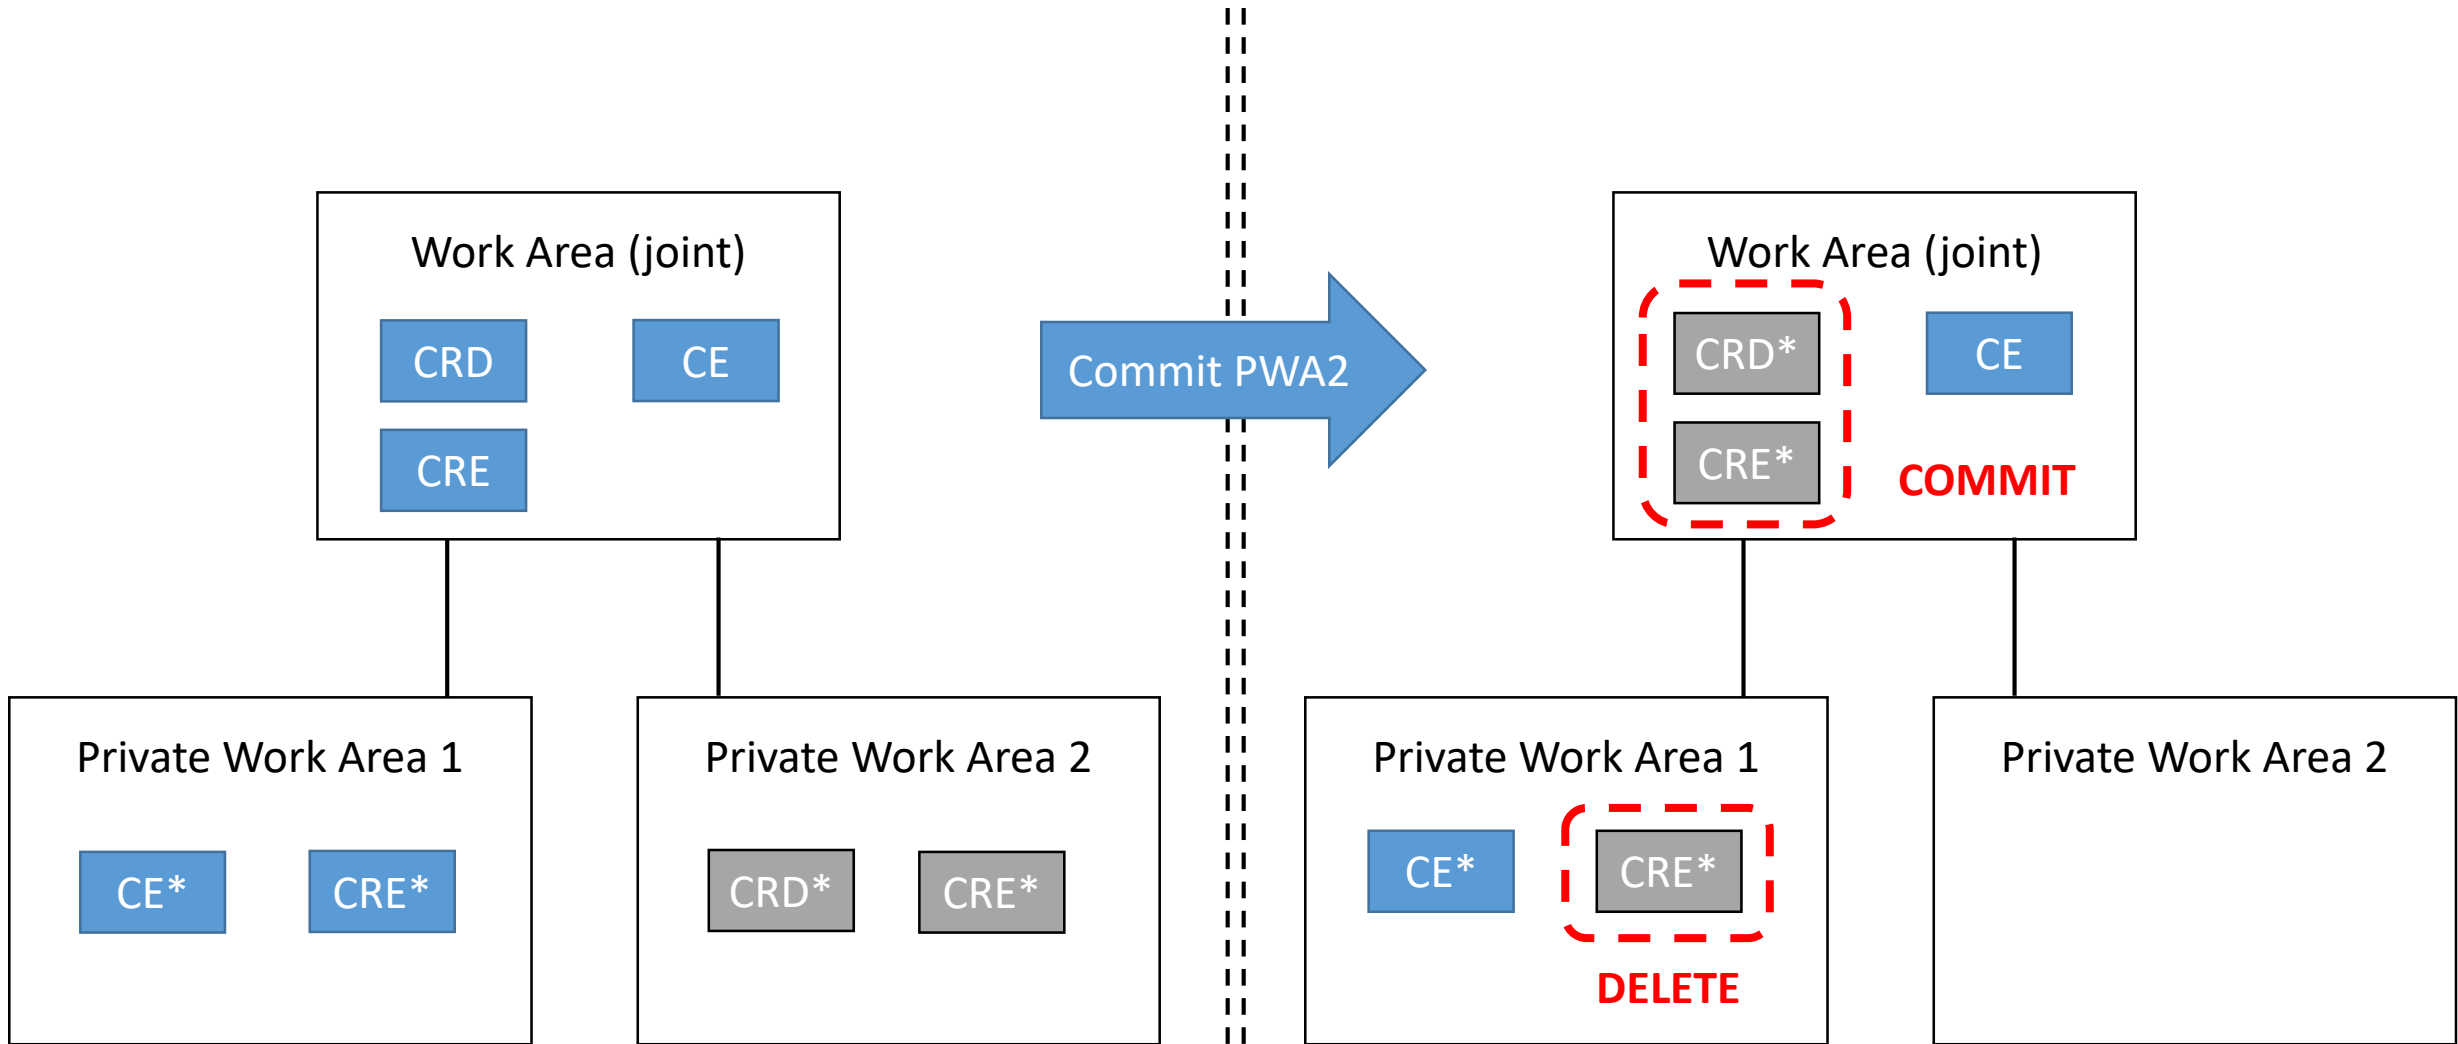 Work Area (joint)
CRD
CE
CRE
Private Work Area 1
CE*
CRE*
Private Work Area 2
CRD*
CRE*
Commit PWA2
Work Area (joint)
CRD*
CE
CRE*
COMMIT
Private Work Area 1
CE*
CRE*
DELETE
Private Work Area 2